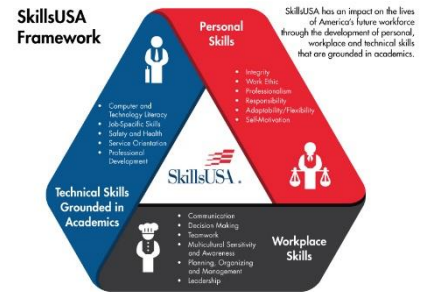 SkillsUSA
Framework
SkillsUSA has an impact on the lives
of America's future workforce
through the development of personal,
workplace and technical skills
that are grounded in academics.
Personal
Skills
• Integrity
• Work Ethic
• Professionalism
• Responsibility
• Adaptability/Flexibility
• Self-Motivation
• Computer and
Technology Literacy
• Job-Specific Skills
• Safety and Health
• Service Orientation
• Professional
Development
SkillsUSA
Technical Skills
Grounded in
Academics
• Communication
• Decision Making
• Teamwork
• Multicultural Sensitivity
and Awareness
• Planning, Organizing
and Management
• Leadership
Workplace
Skills